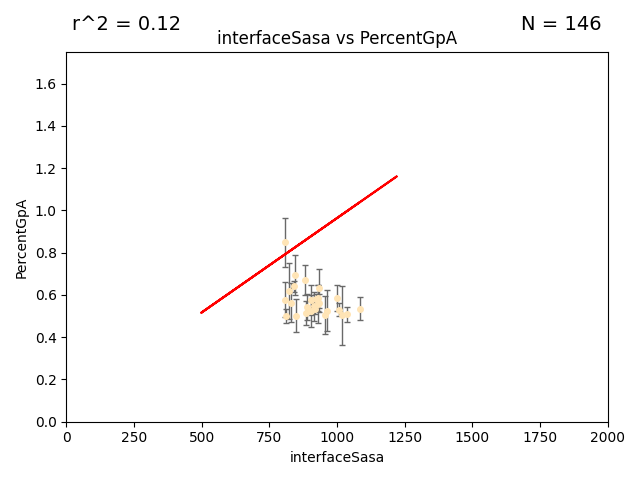 r^2 = 0.12
N = 146
interfaceSasa vs PercentGpA
PercentGpA
1.6
1.4
1.2
1.0
0.8
0.6
0.4
0.2
0.0
0 250 500 750 1000 1250 1500 1750 2000
interfaceSasa